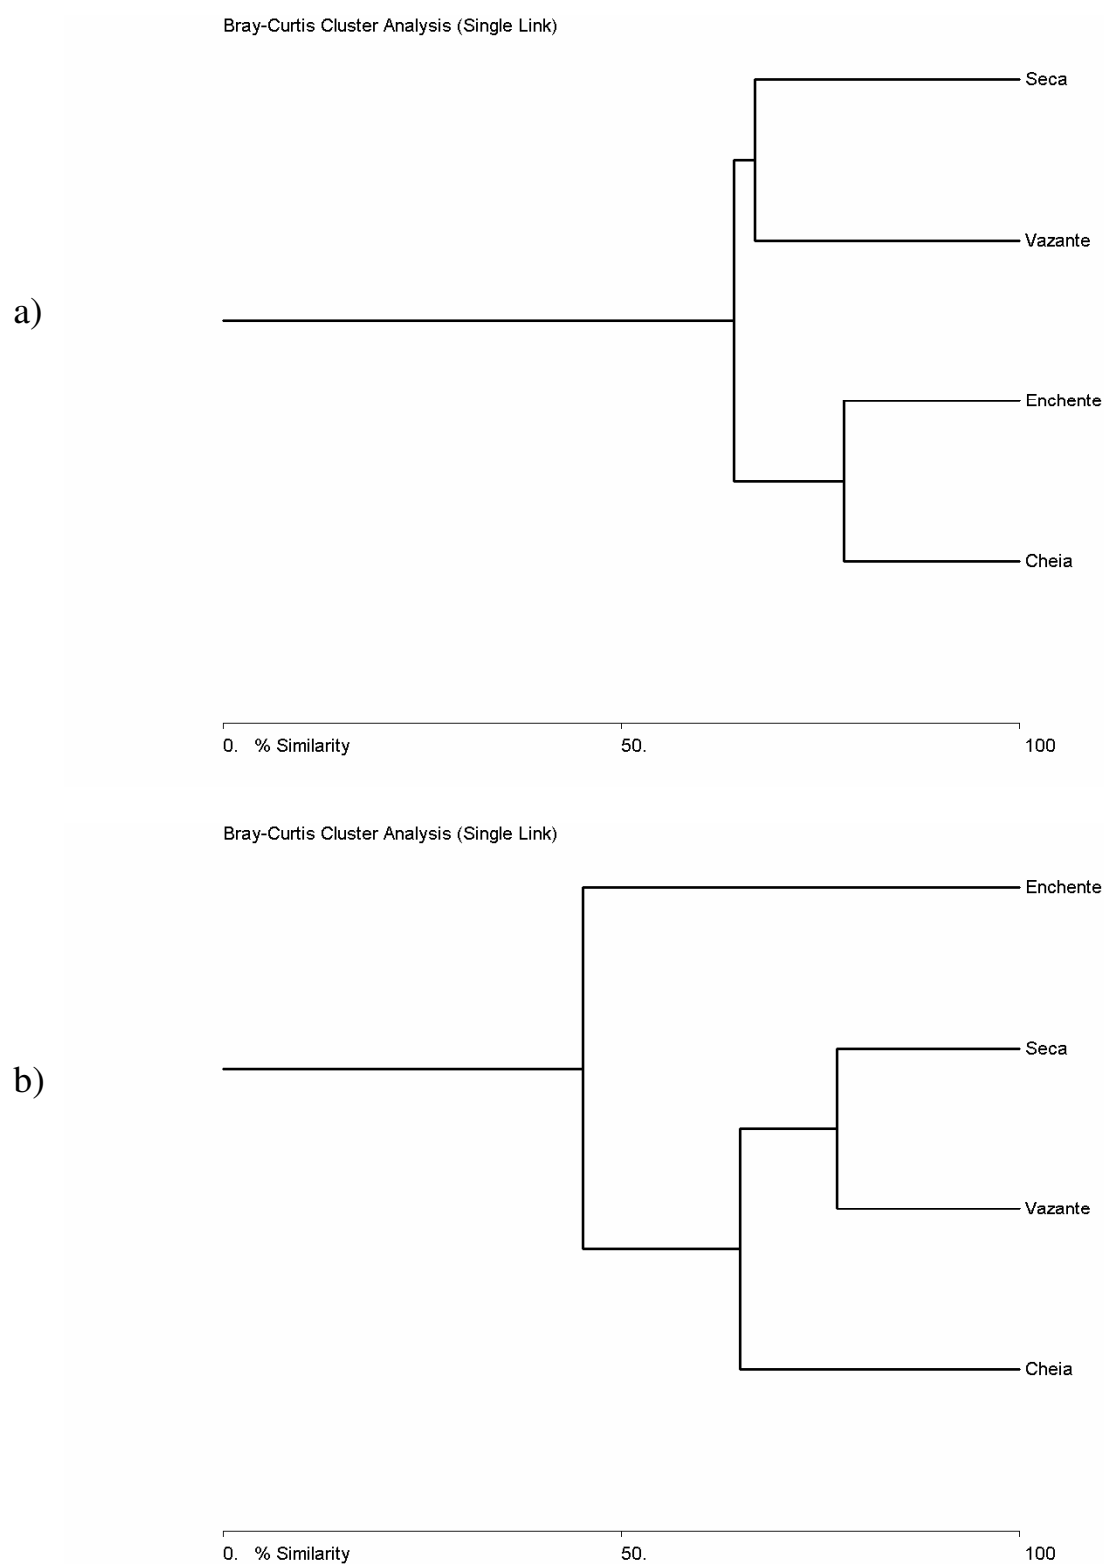 Bray-Curtis Cluster Analysis (Single Link)
Seca
Vazante
a)
Enchente
Cheia
0. % Similarity 50. 100
Bray-Curtis Cluster Analysis (Single Link)
Enchente
Seca
b)
Vazante
Cheia
0. % Similarity 50. 100